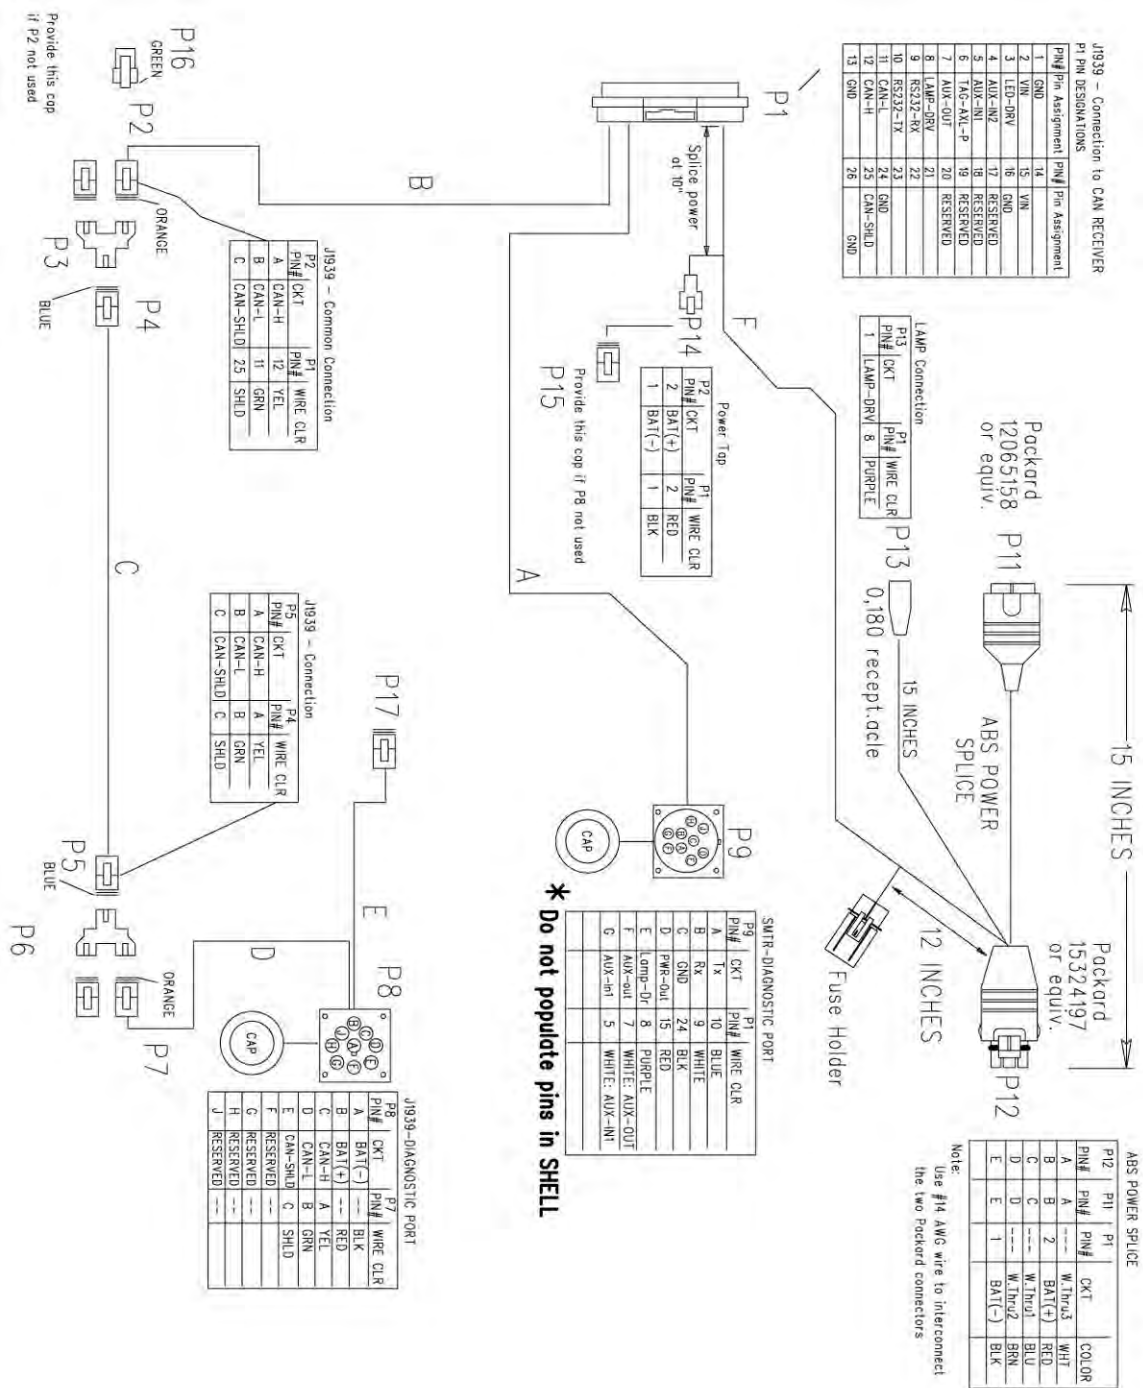 J1939 - Connection to CAN RECEIVER
P1 PIN DESIGNATIONS
PIN# Pin Assignment PIN# Pin Assignment
1 GND 14
2 VIN 15 VIN
3 LED-DRV 16 GND
4 AUX-IN2 17 RESERVED
5 AUX-IN1 18 RESERVED
6 TAG-AXL-P 19 RESERVED
7 AUX-OUT 20 RESERVED
8 LAMP-DRV 21
9 RS232-RX 22
10 RS232-TX 23
11 CAN-L 24 GND
12 CAN-H 25 CAN-SHLD
13 GND 26 GND
P1
Splice power
at 10"
P16
GREEN
Provide this cap
if P2 not used
P2
ORANGE
B
P3
P4
BLUE
J1939 - Common Connection
P2 P1
PIN# CKT PIN# WIRE CLR
A CAN-H 12 YEL
B CAN-L 11 GRN
C CAN-SHLD 25 SHLD
F
P14
P15
Provide this cap if P8 not used
Power Tap
P2 P1
PIN# CKT PIN# WIRE CLR
2 BAT(+) 2 RED
1 BAT(-) 1 BLK
LAMP Connection
P13 P1
PIN# CKT PIN# WIRE CLR
1 LAMP-DRV 8 PURPLE
P13
0,180 recept.acle
15 INCHES
Packard
12065158
or equiv.
P11
15 INCHES
ABS POWER
SPLICE
Packard
15324197
or equiv.
P12
12 INCHES
Fuse Holder
A
C
J1939 - Connection
P5 P4
PIN# CKT PIN# WIRE CLR
A CAN-H A YEL
B CAN-L B GRN
C CAN-SHLD C SHLD
P17
P5
BLUE
P6
E
D
ORANGE
P7
P8
B C D E J A F H G
CAP
P9
H J D B C E A G F
CAP
SMTR-DIAGNOSTIC PORT
P9 P1
PIN# CKT PIN# WIRE CLR
A Tx 10 BLUE
B Rx 9 WHITE
C GND 24 BLK
D PWR-Out 15 RED
E Lamp-Dr 8 PURPLE
F AUX-out 7 WHITE: AUX-OUT
G AUX-In1 5 WHITE: AUX-IN1
* Do not populate pins in SHELL
J1939-DIAGNOSTIC PORT
P8 P7
PIN# CKT PIN# WIRE CLR
A BAT(-) -- BLK
B BAT(+) -- RED
C CAN-H A YEL
D CAN-L B GRN
E CAN-SHLD C SHLD
F RESERVED --
G RESERVED --
H RESERVED --
J RESERVED --
ABS POWER SPLICE
P12 P11 P1
PIN# PIN# PIN# CKT COLOR
A A --- W.Thru3 WHT
B B 2 BAT(+) RED
C C --- W.Thru1 BLU
D D --- W.Thru2 BRN
E E 1 BAT(-) BLK
Note:
Use #14 AWG wire to interconnect
the two Packard connectors